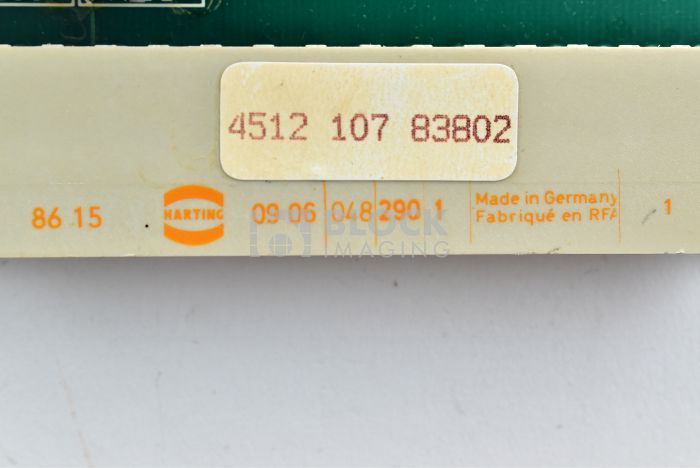 4512 107 83802
86 15 HARTING 09 06 048 290 1 Made in Germany 1
Fabriqué en RFA
BLOCK
IMAGING